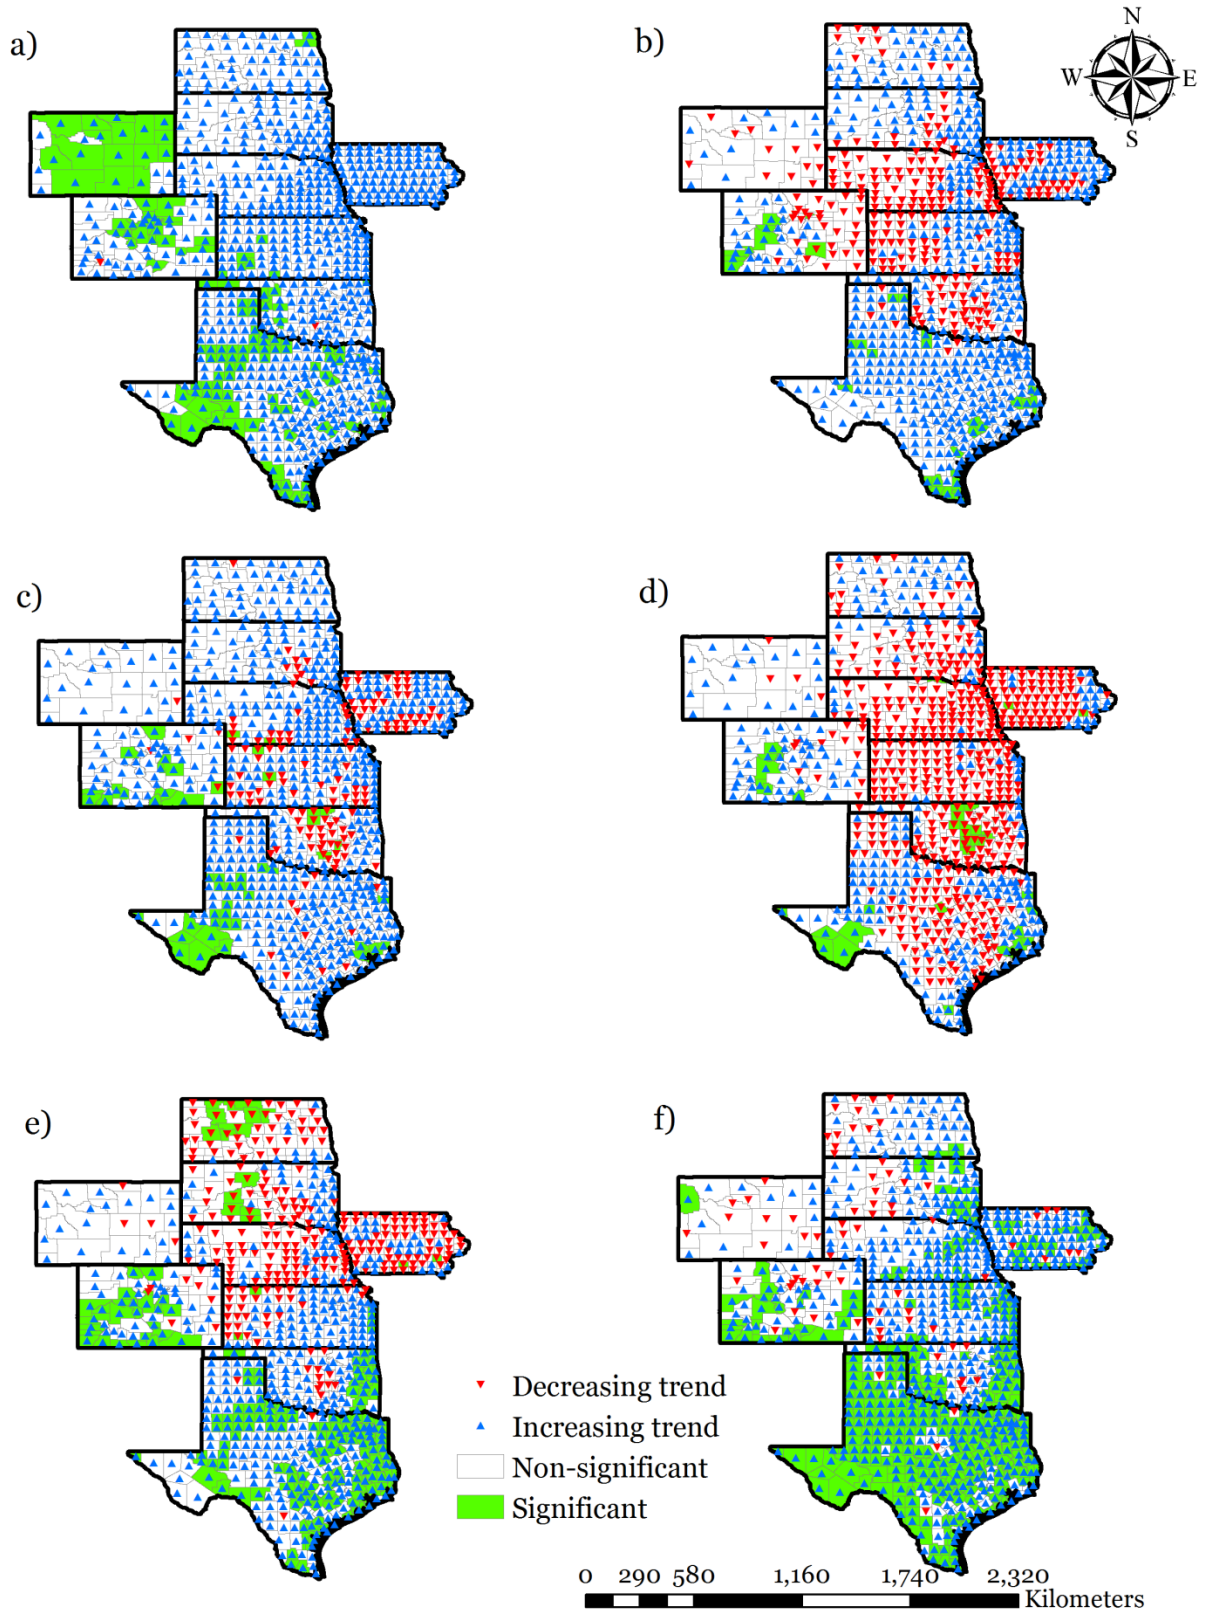 a)
b)
N
W
E
S
c)
d)
e)
f)
Decreasing trend
Increasing trend
Non-significant
Significant
0 290 580 1,160 1,740 2,320
Kilometers